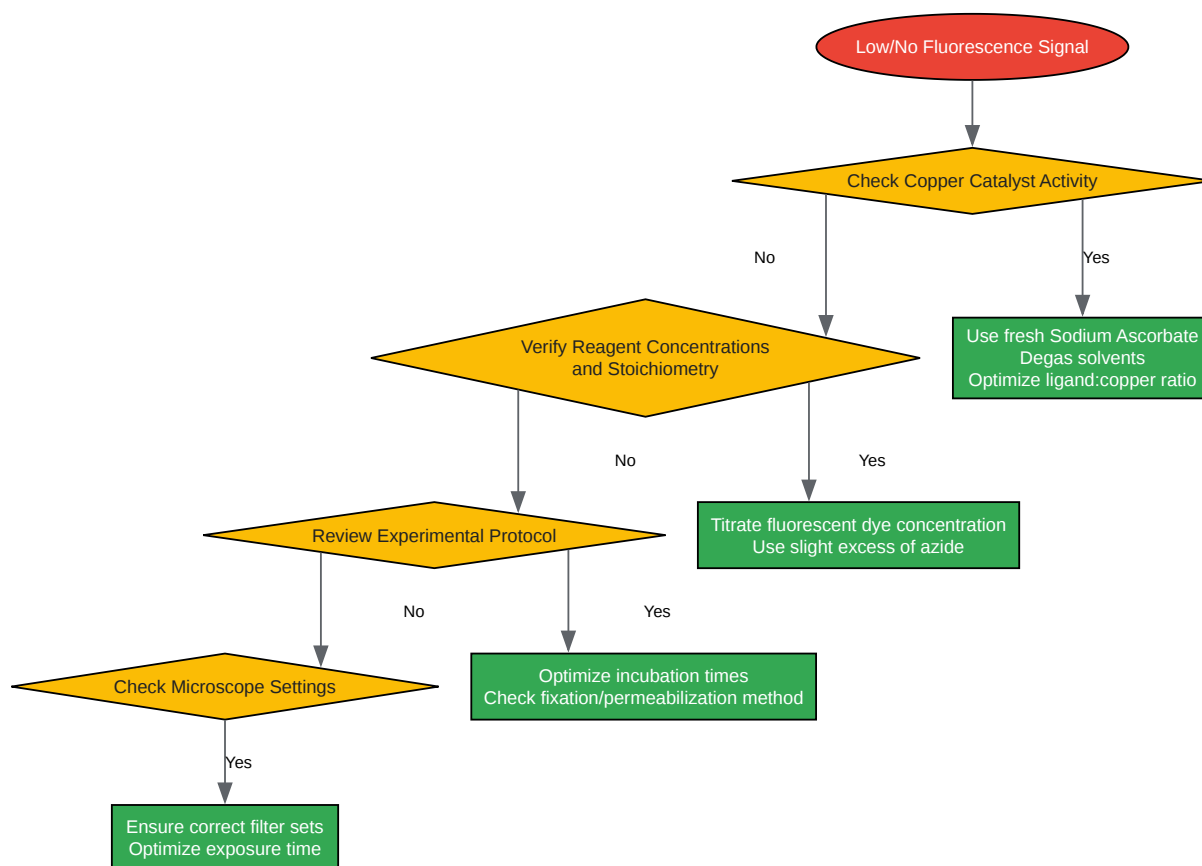 Low/No Fluorescence Signal
Check Copper Catalyst Activity
No
Yes
Verify Reagent Concentrations
and Stoichiometry
Use fresh Sodium Ascorbate
Degas solvents
Optimize ligand:copper ratio
No
Yes
Review Experimental Protocol
Titrate fluorescent dye concentration
Use slight excess of azide
No
Yes
Check Microscope Settings
Optimize incubation times
Check fixation/permeabilization method
Yes
Ensure correct filter sets
Optimize exposure time